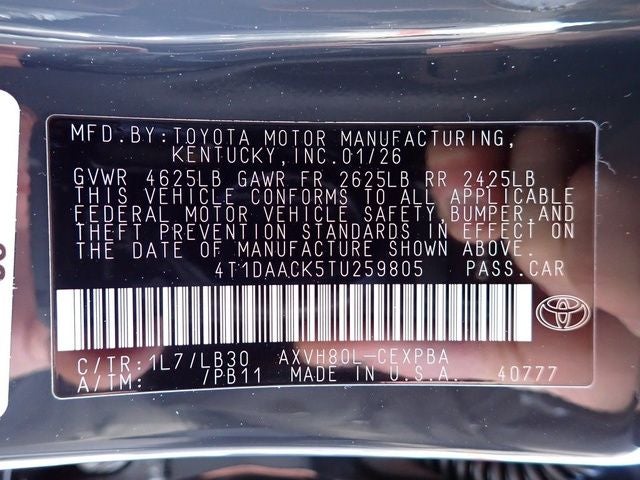 MFD.BY:TOYOTA MOTOR MANUFACTURING,
KENTUCKY,INC.01/26
GVWR 4625LB GAWR FR 2625LB RR 2425LB
THIS VEHICLE CONFORMS TO ALL APPLICABLE
FEDERAL MOTOR VEHICLE SAFETY,BUMPER,AND
THEFT PREVENTION STANDARDS IN EFFECT ON
THE DATE OF MANUFACTURE SHOWN ABOVE.
4T1DAACK5TU259805 PASS.CAR
C/TR:1L7/LB30 AXVH80L-CEXPBA
A/TM: /PB11 MADE IN U.S.A. 40777